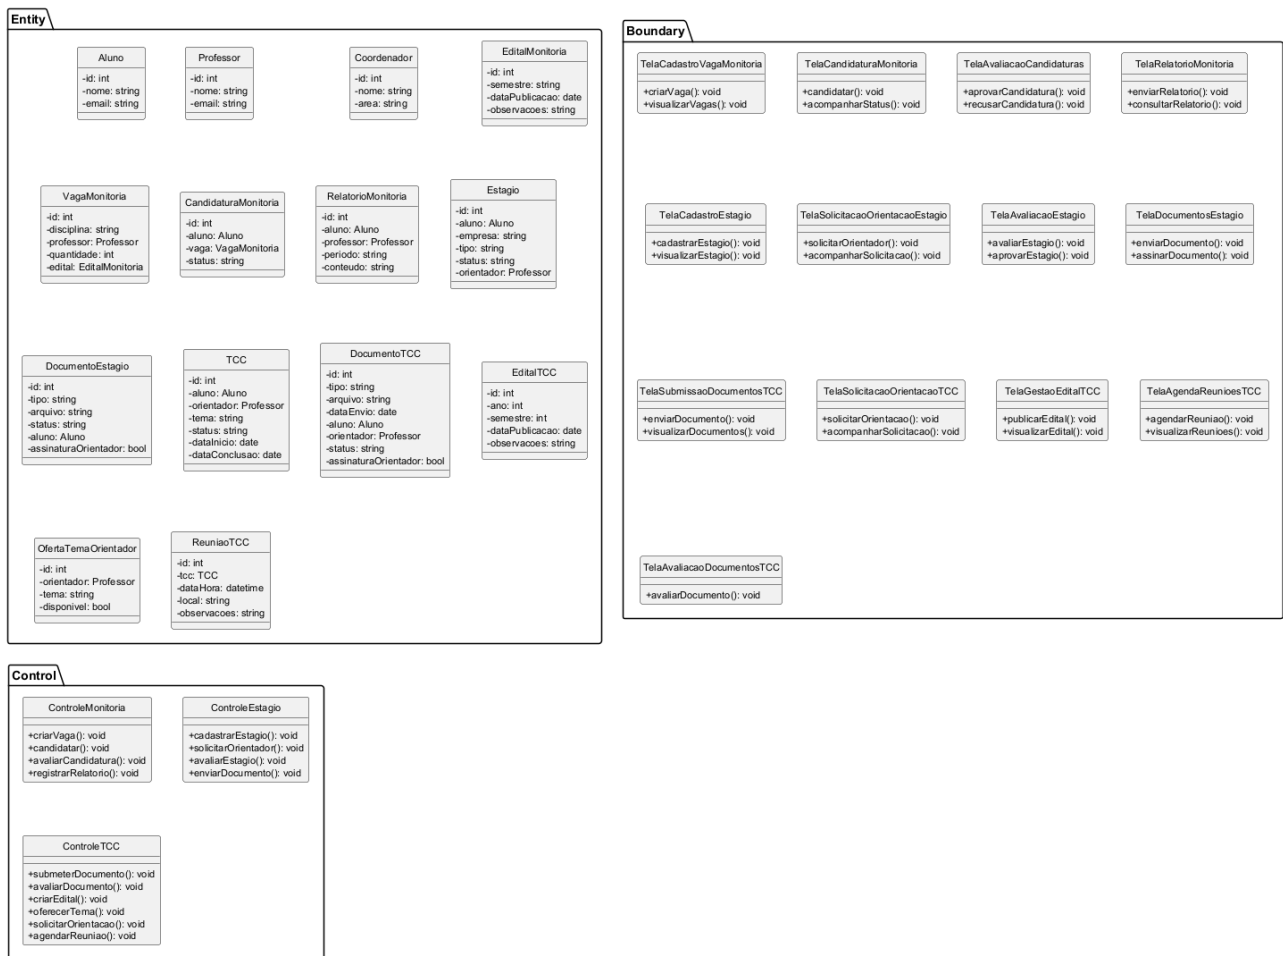 Entity
Aluno
-id: int
-nome: string
-email: string
Professor
-id: int
-nome: string
-email: string
Coordenador
-id: int
-nome: string
-area: string
EditalMonitoria
-id: int
-semestre: string
-dataPublicacao: date
-observacoes: string
VagaMonitoria
-id: int
-disciplina: string
-professor: Professor
-quantidade: int
-edital: EditalMonitoria
CandidaturaMonitoria
-id: int
-aluno: Aluno
-vaga: VagaMonitoria
-status: string
RelatorioMonitoria
-id: int
-aluno: Aluno
-professor: Professor
-periodo: string
-conteudo: string
Estagio
-id: int
-aluno: Aluno
-empresa: string
-tipo: string
-status: string
-orientador: Professor
DocumentoEstagio
-id: int
-tipo: string
-arquivo: string
-status: string
-aluno: Aluno
-assinaturaOrientador: bool
TCC
-id: int
-aluno: Aluno
-orientador: Professor
-tema: string
-status: string
-dataInicio: date
-dataConclusao: date
DocumentoTCC
-id: int
-tipo: string
-arquivo: string
-dataEnvio: date
-aluno: Aluno
-orientador: Professor
-status: string
-assinaturaOrientador: bool
EditalTCC
-id: int
-ano: int
-semestre: int
-dataPublicacao: date
-observacoes: string
OfertaTemaOrientador
-id: int
-orientador: Professor
-tema: string
-disponivel: bool
ReuniaoTCC
-id: int
-tcc: TCC
-dataHora: datetime
-local: string
-observacoes: string
Boundary
TelaCadastroVagaMonitoria
+criarVaga(): void
+visualizarVagas(): void
TelaCandidaturaMonitoria
+candidatar(): void
+acompanharStatus(): void
TelaAvaliacaoCandidaturas
+aprovarCandidatura(): void
+recusarCandidatura(): void
TelaRelatorioMonitoria
+enviarRelatorio(): void
+consultarRelatorio(): void
TelaCadastroEstagio
+cadastrarEstagio(): void
+visualizarEstagio(): void
TelaSolicitacaoOrientacaoEstagio
+solicitarOrientador(): void
+acompanharSolicitacao(): void
TelaAvaliacaoEstagio
+avaliarEstagio(): void
+aprovarEstagio(): void
TelaDocumentosEstagio
+enviarDocumento(): void
+assinarDocumento(): void
TelaSubmissaoDocumentosTCC
+enviarDocumento(): void
+visualizarDocumentos(): void
TelaSolicitacaoOrientacaoTCC
+solicitarOrientacao(): void
+acompanharSolicitacao(): void
TelaGestaoEditalTCC
+publicarEdital(): void
+visualizarEdital(): void
TelaAgendaReunioesTCC
+agendarReuniao(): void
+visualizarReunioes(): void
TelaAvaliacaoDocumentosTCC
+avaliarDocumento(): void
Control
ControleMonitoria
+criarVaga(): void
+candidatar(): void
+avaliarCandidatura(): void
+registrarRelatorio(): void
ControleEstagio
+cadastrarEstagio(): void
+solicitarOrientador(): void
+avaliarEstagio(): void
+enviarDocumento(): void
ControleTCC
+submeterDocumento(): void
+avaliarDocumento(): void
+criarEdital(): void
+oferecerTema(): void
+solicitarOrientacao(): void
+agendarReuniao(): void